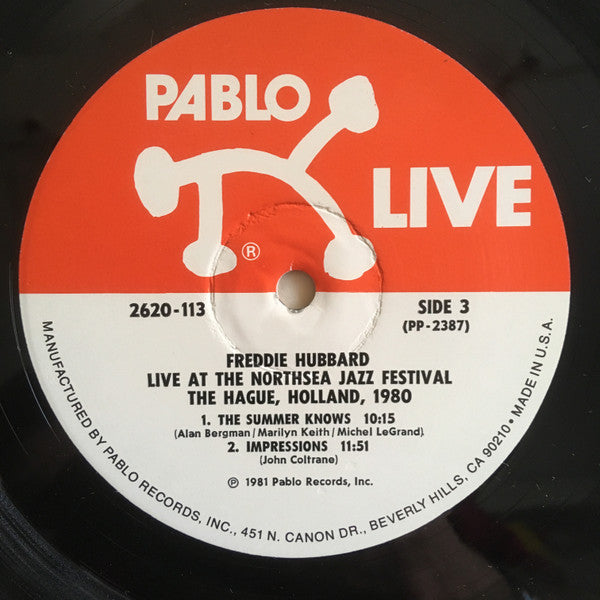 PABLO
LIVE
®
2620-113
SIDE 3
(PP-2387)
FREDDIE HUBBARD
LIVE AT THE NORTHSEA JAZZ FESTIVAL
THE HAGUE, HOLLAND, 1980
1. THE SUMMER KNOWS 10:15
(Alan Bergman/Marilyn Keith/Michel LeGrand)
2. IMPRESSIONS 11:51
(John Coltrane)
℗ 1981 Pablo Records, Inc.
MANUFACTURED BY PABLO RECORDS, INC., 451 N. CANON DR., BEVERLY HILLS, CA 90210 • MADE IN U.S.A.